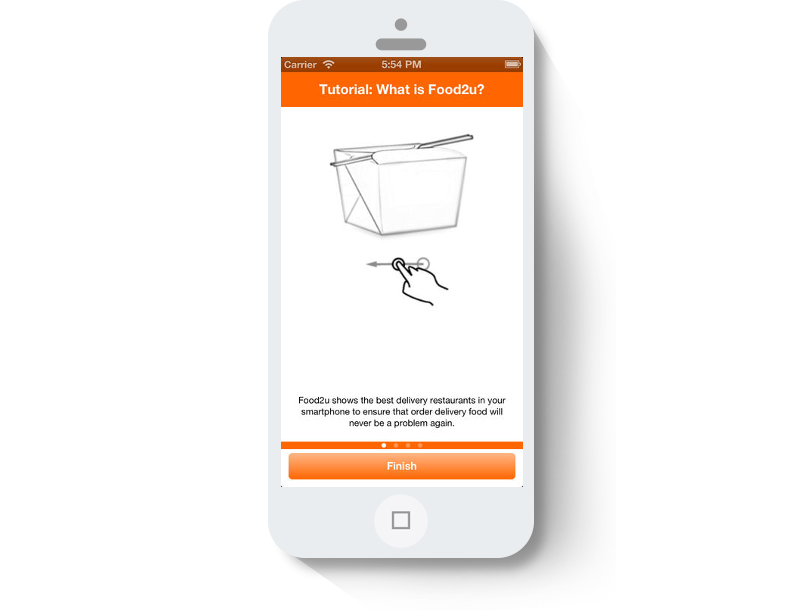 Carrier 5:54 PM
Tutorial: What is Food2u?
Food2u shows the best delivery restaurants in your
smartphone to ensure that order delivery food will
never be a problem again.
Finish